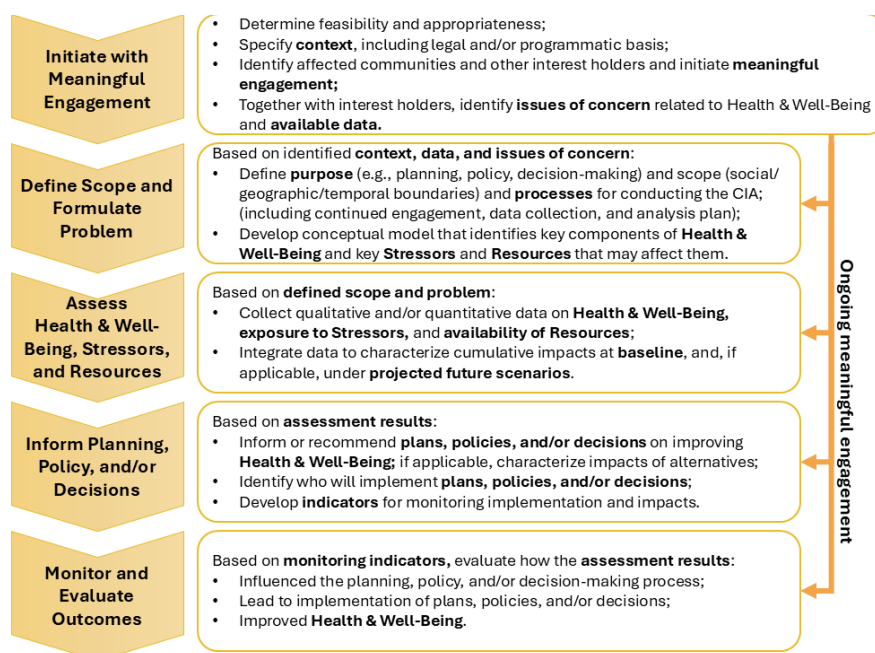 Initiate with
Meaningful
Engagement
• Determine feasibility and appropriateness;
• Specify context, including legal and/or programmatic basis;
• Identify affected communities and other interest holders and initiate meaningful
engagement;
• Together with interest holders, identify issues of concern related to Health & Well-Being
and available data.
Define Scope and
Formulate
Problem
Based on identified context, data, and issues of concern:
• Define purpose (e.g., planning, policy, decision-making) and scope (social/
geographic/temporal boundaries) and processes for conducting the CIA;
(including continued engagement, data collection, and analysis plan);
• Develop conceptual model that identifies key components of Health &
Well-Being and key Stressors and Resources that may affect them.
Assess
Health & Well-
Being, Stressors,
and Resources
Based on defined scope and problem:
• Collect qualitative and/or quantitative data on Health & Well-Being,
exposure to Stressors, and availability of Resources;
• Integrate data to characterize cumulative impacts at baseline, and, if
applicable, under projected future scenarios.
Inform Planning,
Policy, and/or
Decisions
Based on assessment results:
• Inform or recommend plans, policies, and/or decisions on improving
Health & Well-Being; if applicable, characterize impacts of alternatives;
• Identify who will implement plans, policies, and/or decisions;
• Develop indicators for monitoring implementation and impacts.
Monitor and
Evaluate
Outcomes
Based on monitoring indicators, evaluate how the assessment results:
• Influenced the planning, policy, and/or decision-making process;
• Lead to implementation of plans, policies, and/or decisions;
• Improved Health & Well-Being.
Ongoing meaningful engagement